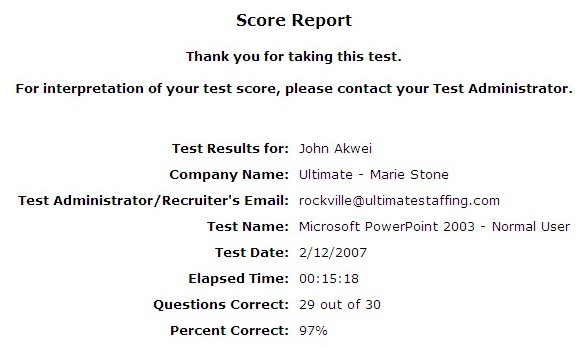 Score Report
Thank you for taking this test.
For interpretation of your test score, please contact your Test Administrator.
Test Results for: John Akwei
Company Name: Ultimate - Marie Stone
Test Administrator/Recruiter's Email: rockville@ultimatestaffing.com
Test Name: Microsoft PowerPoint 2003 - Normal User
Test Date: 2/12/2007
Elapsed Time: 00:15:18
Questions Correct: 29 out of 30
Percent Correct: 97%